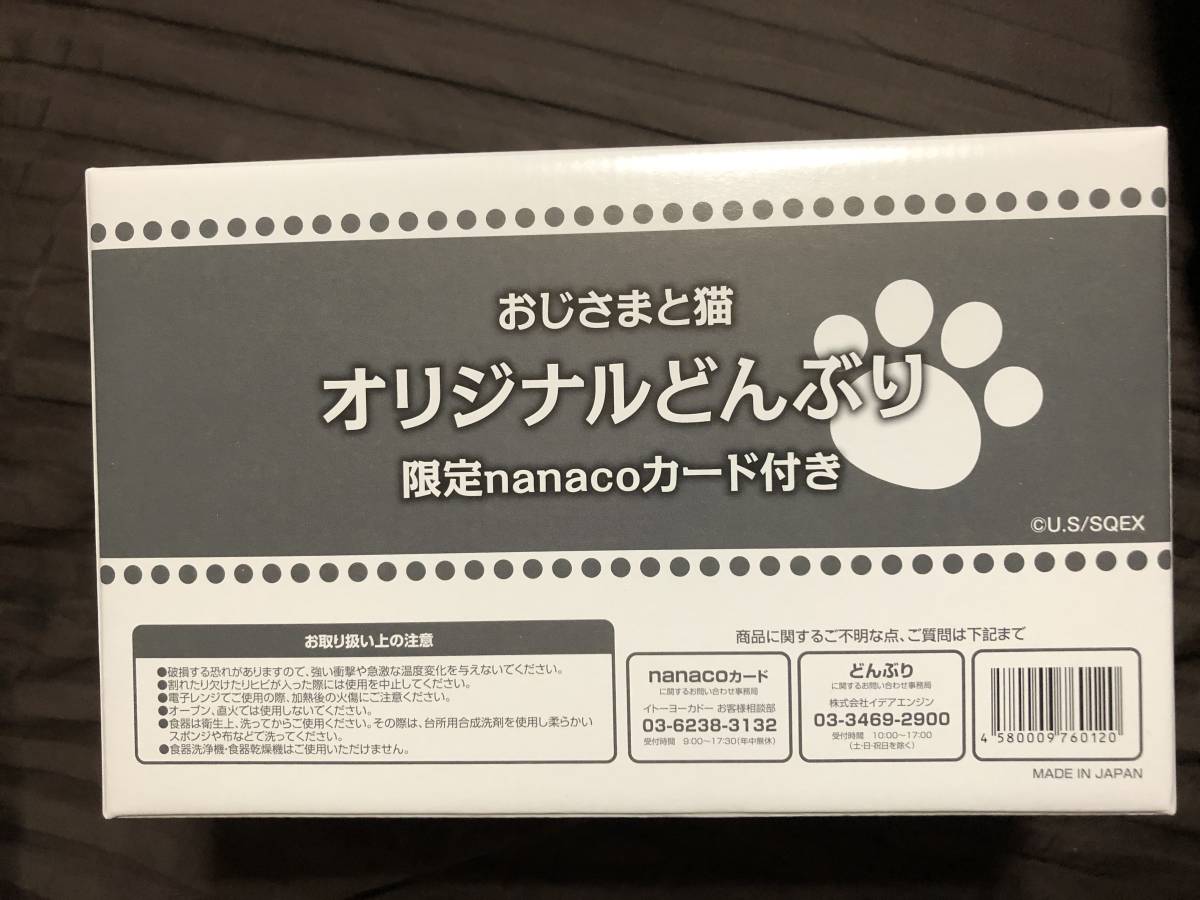 おじさまと猫
オリジナルどんぶり
限定nanacoカード付き
©U.S/SQEX
お取り扱い上の注意
●破損する恐れがありますので、強い衝撃や急激な温度変化を与えないでください。
●割れたり欠けたりヒビが入った際には使用を中止してください。
●電子レンジでご使用の際、加熱後の火傷にご注意ください。
●オーブン、直火では使用しないでください。
●食器は衛生上、洗ってからご使用ください。その際は、台所用合成洗剤を使用し柔らかい
スポンジや布などで洗ってください。
●食器洗浄機・食器乾燥機はご使用いただけません。
商品に関するご不明な点、ご質問は下記まで
nanacoカード
に関するお問い合わせ事務局
イトーヨーカドー お客様相談部
03-6238-3132
受付時間 9:00〜17:30(年中無休)
どんぶり
に関するお問い合わせ事務局
株式会社イデアエンジン
03-3469-2900
受付時間 10:00〜17:00
(土・日・祝日を除く)
4 580009 760120
MADE IN JAPAN